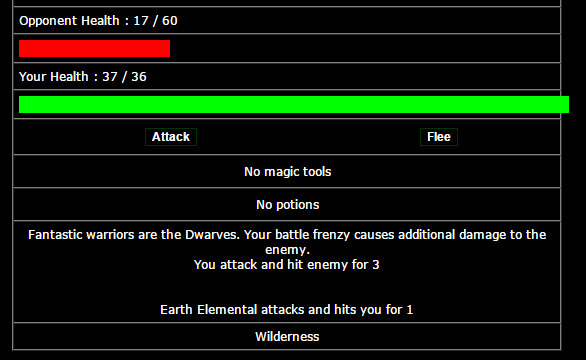 Opponent Health : 17 / 60
Your Health : 37 / 36
Attack Flee
No magic tools
No potions
Fantastic warriors are the Dwarves. Your battle frenzy causes additional damage to the
enemy.
You attack and hit enemy for 3
Earth Elemental attacks and hits you for 1
Wilderness